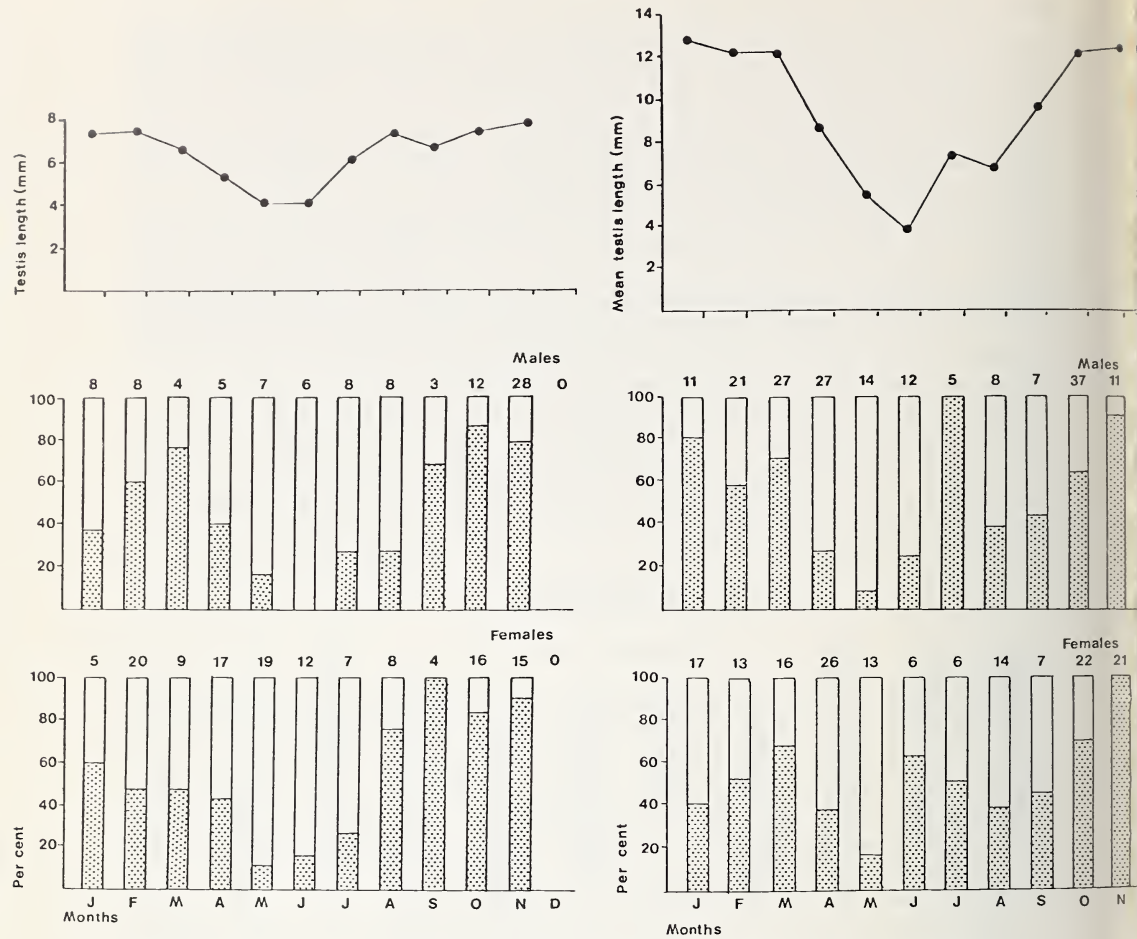 Testis length (mm)
8
6
4
2
Males
8 8 4 5 7 6 8 8 3 12 28 0
100
80
60
40
20
Females
5 20 9 17 19 12 7 8 4 16 15 0
100
80
60
40
20
Per cent
J F M A M J J A S O N D
Months
Mean testis length (mm)
14
12
10
8
6
4
2
Males
11 21 27 27 14 12 5 8 7 37 11
100
80
60
40
20
Females
17 13 16 26 13 6 6 14 7 22 21
100
80
60
40
20
Per cent
J F M A M J J A S O N
Months